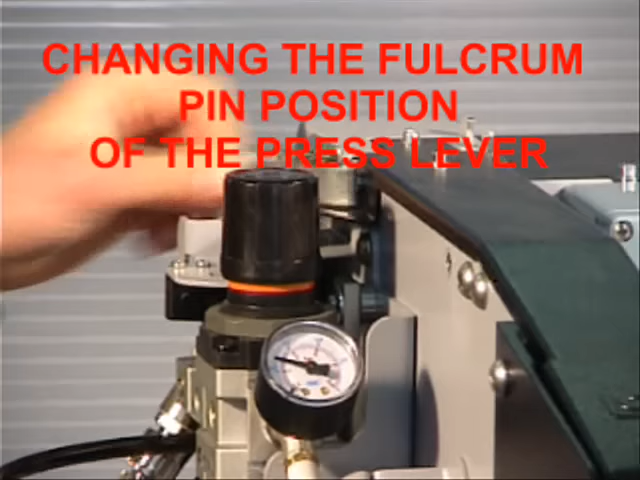 CHANGING THE FULCRUM
PIN POSITION
OF THE PRESS LEVER